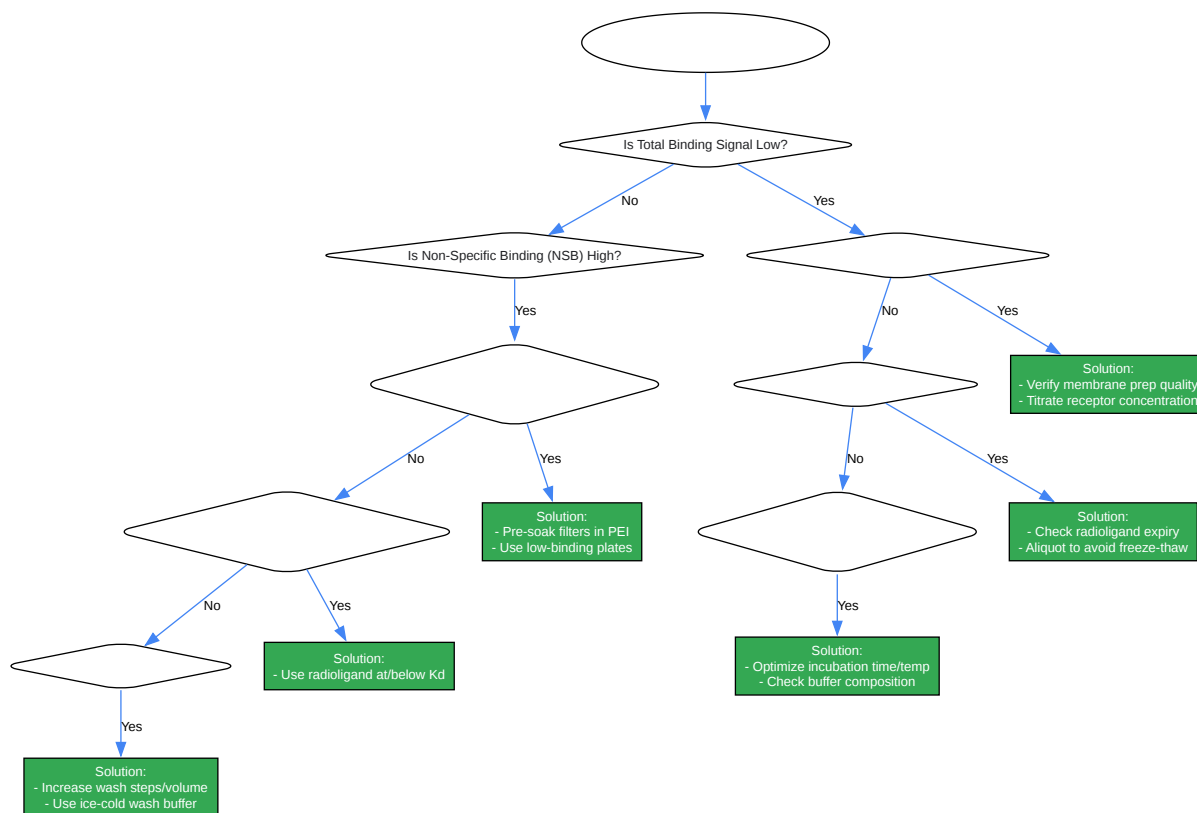 Is Total Binding Signal Low?
No
Yes
Is Non-Specific Binding (NSB) High?
Yes
No
Yes
Solution:
- Verify membrane prep quality
- Titrate receptor concentration
No
Yes
No
Yes
Solution:
- Pre-soak filters in PEI
- Use low-binding plates
Solution:
- Check radioligand expiry
- Aliquot to avoid freeze-thaw
No
Yes
Yes
Solution:
- Use radioligand at/below Kd
Solution:
- Optimize incubation time/temp
- Check buffer composition
Yes
Solution:
- Increase wash steps/volume
- Use ice-cold wash buffer